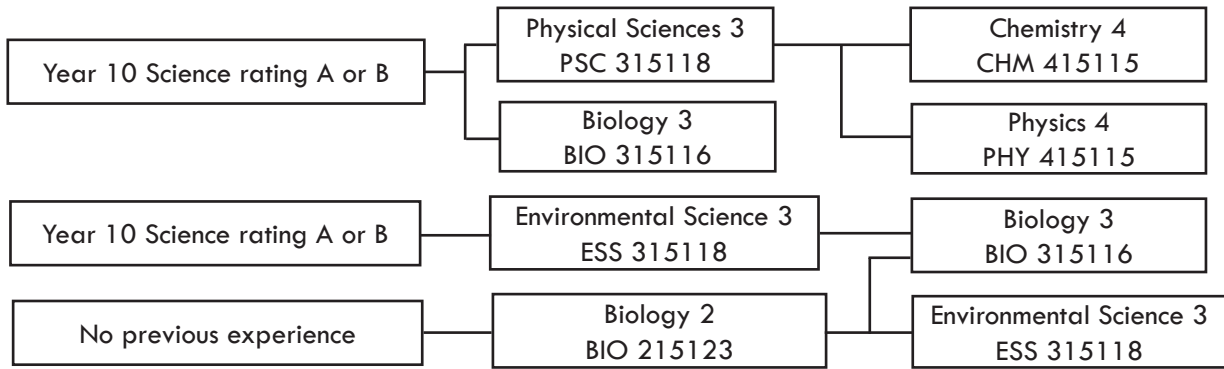 Year 10 Science rating A or B
Physical Sciences 3
PSC 315118
Chemistry 4
CHM 415115
Biology 3
BIO 315116
Physics 4
PHY 415115
Year 10 Science rating A or B
Environmental Science 3
ESS 315118
Biology 3
BIO 315116
No previous experience
Biology 2
BIO 215123
Environmental Science 3
ESS 315118